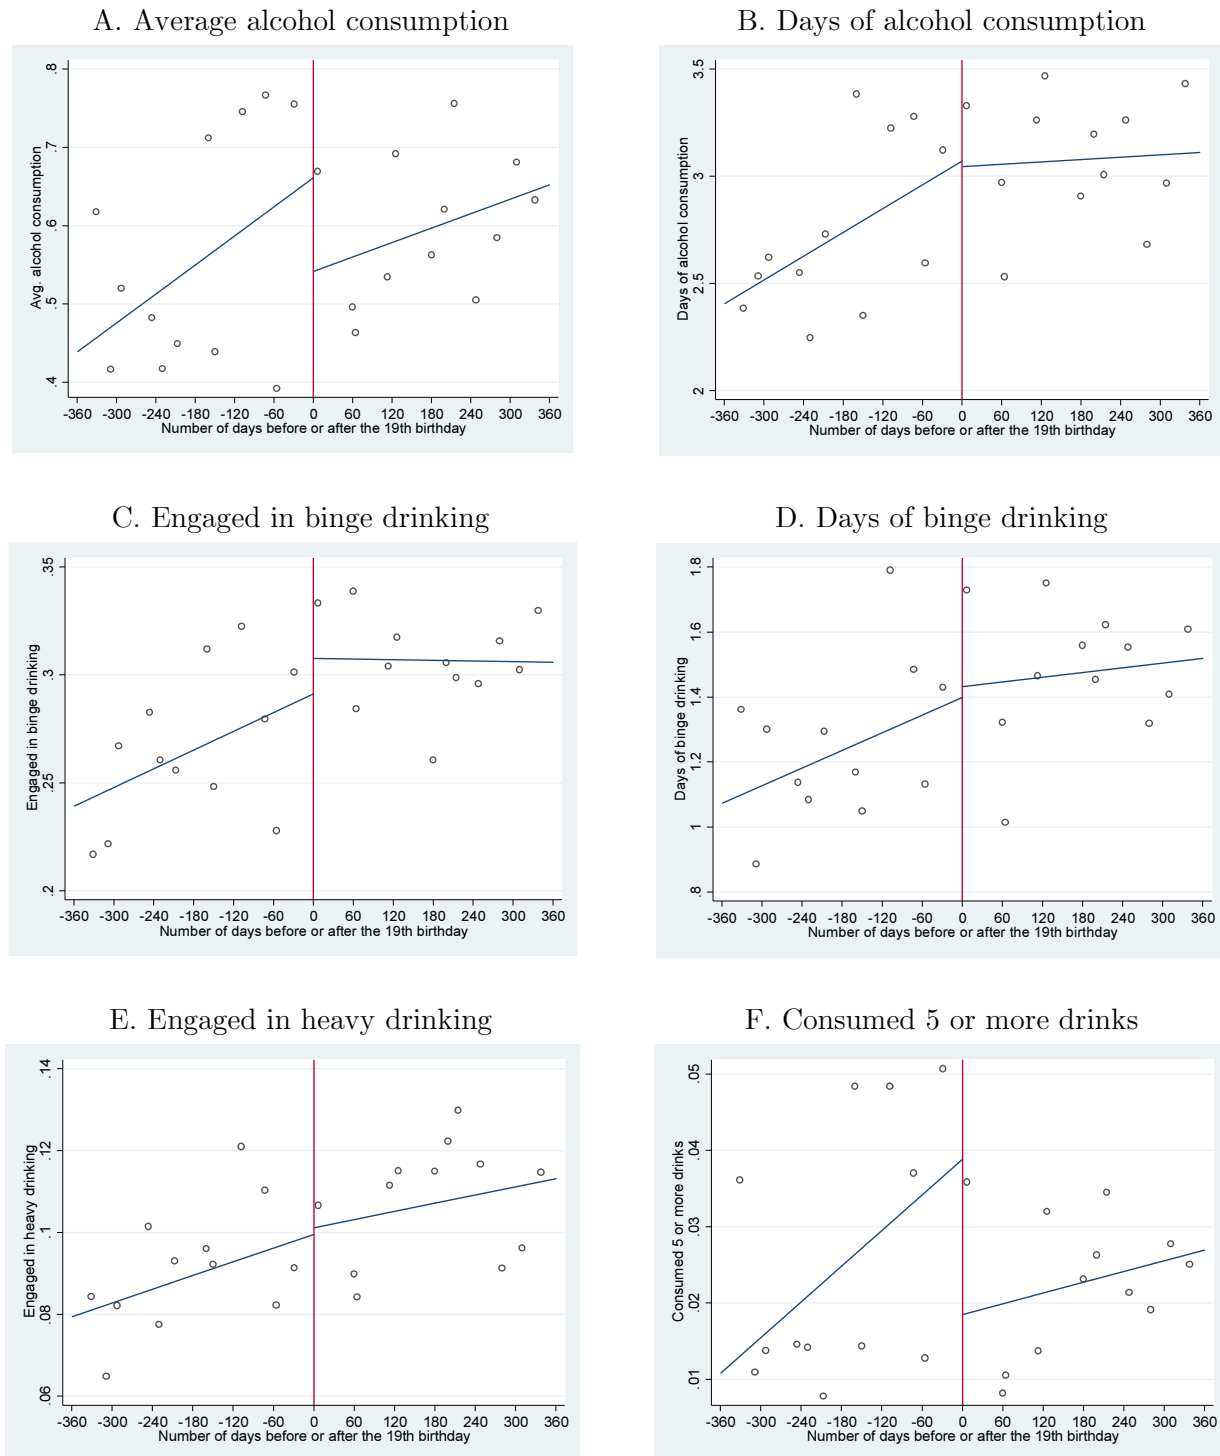 A. Average alcohol consumption
Avg. alcohol consumption
.8
.7
.6
.5
.4
-360 -300 -240 -180 -120 -60 0 60 120 180 240 300 360
Number of days before or after the 19th birthday
B. Days of alcohol consumption
Days of alcohol consumption
3.5
3
2.5
2
-360 -300 -240 -180 -120 -60 0 60 120 180 240 300 360
Number of days before or after the 19th birthday
C. Engaged in binge drinking
Engaged in binge drinking
.35
.3
.25
.2
-360 -300 -240 -180 -120 -60 0 60 120 180 240 300 360
Number of days before or after the 19th birthday
D. Days of binge drinking
Days of binge drinking
1.8
1.6
1.4
1.2
1
.8
-360 -300 -240 -180 -120 -60 0 60 120 180 240 300 360
Number of days before or after the 19th birthday
E. Engaged in heavy drinking
Engaged in heavy drinking
.14
.12
.1
.08
.06
-360 -300 -240 -180 -120 -60 0 60 120 180 240 300 360
Number of days before or after the 19th birthday
F. Consumed 5 or more drinks
Consumed 5 or more drinks
.05
.04
.03
.02
.01
-360 -300 -240 -180 -120 -60 0 60 120 180 240 300 360
Number of days before or after the 19th birthday